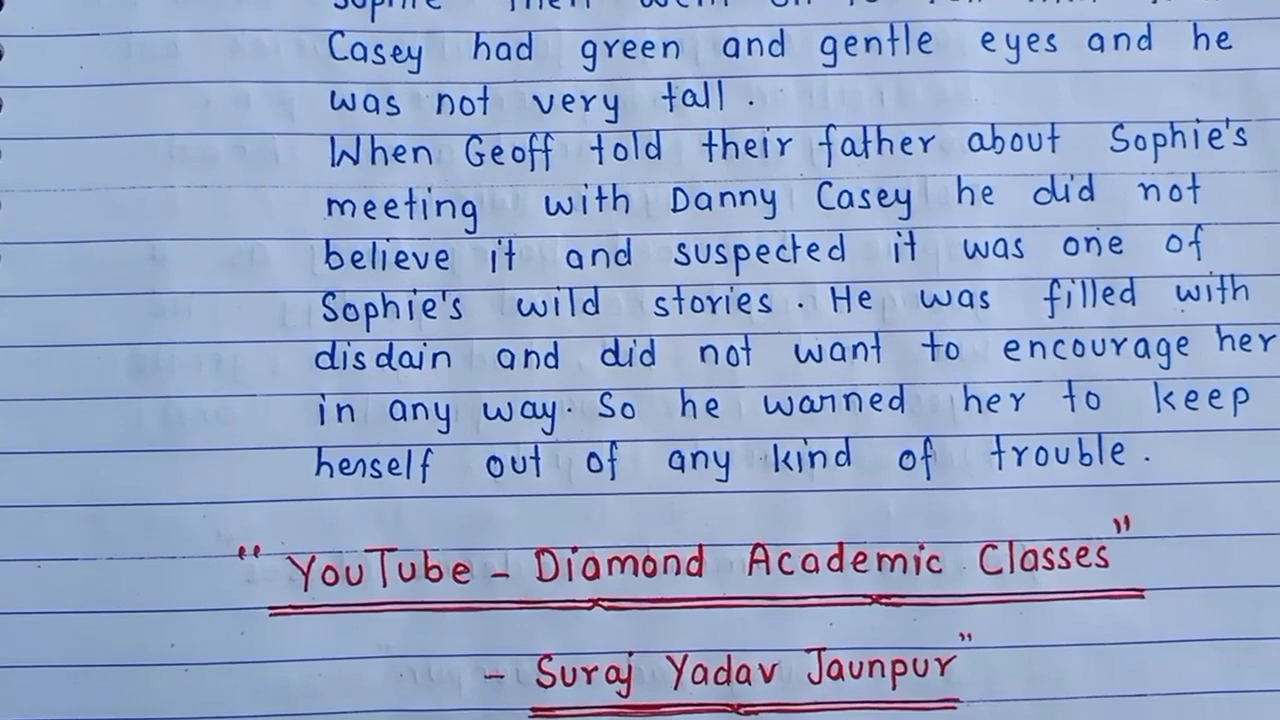 Casey had green and gentle eyes and he
was not very tall.
When Geoff told their father about Sophie's
meeting with Danny Casey he did not
believe it and suspected it was one of
Sophie's wild stories. He was filled with
disdain and did not want to encourage her
in any way. So he warned her to keep
herself out of any kind of trouble.
"YouTube - Diamond Academic Classes"
- Suraj Yadav Jaunpur"